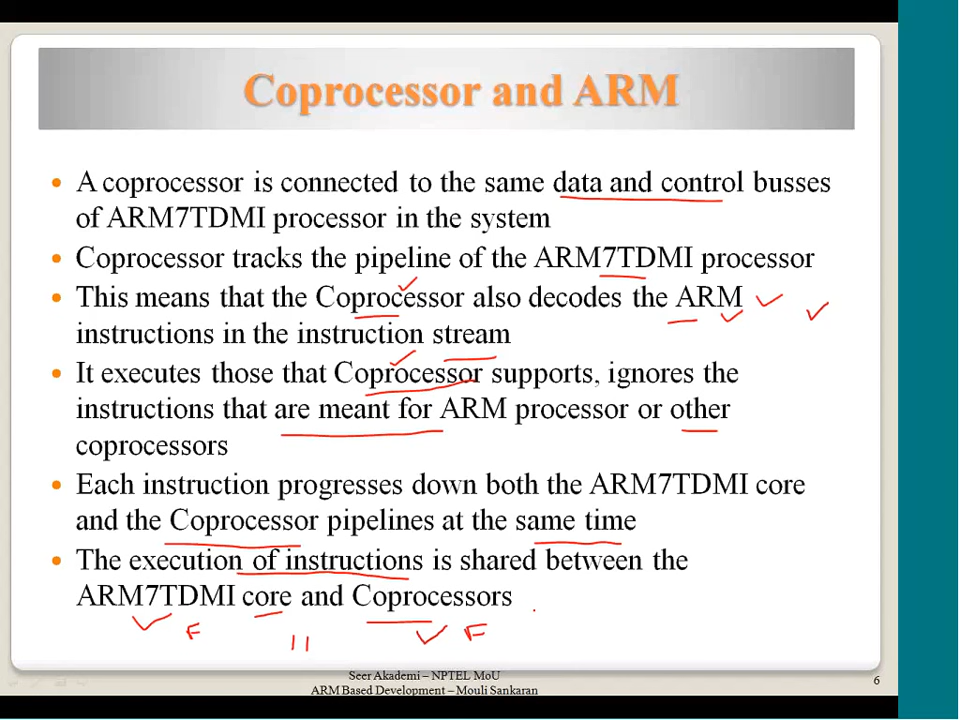 Coprocessor and ARM
• A coprocessor is connected to the same data and control busses
of ARM7TDMI processor in the system
• Coprocessor tracks the pipeline of the ARM7TDMI processor
• This means that the Coprocessor also decodes the ARM
instructions in the instruction stream
• It executes those that Coprocessor supports, ignores the
instructions that are meant for ARM processor or other
coprocessors
• Each instruction progresses down both the ARM7TDMI core
and the Coprocessor pipelines at the same time
• The execution of instructions is shared between the
ARM7TDMI core and Coprocessors
F F
Seer Akademi – NPTEL MoU
ARM Based Development – Mouli Sankaran
6